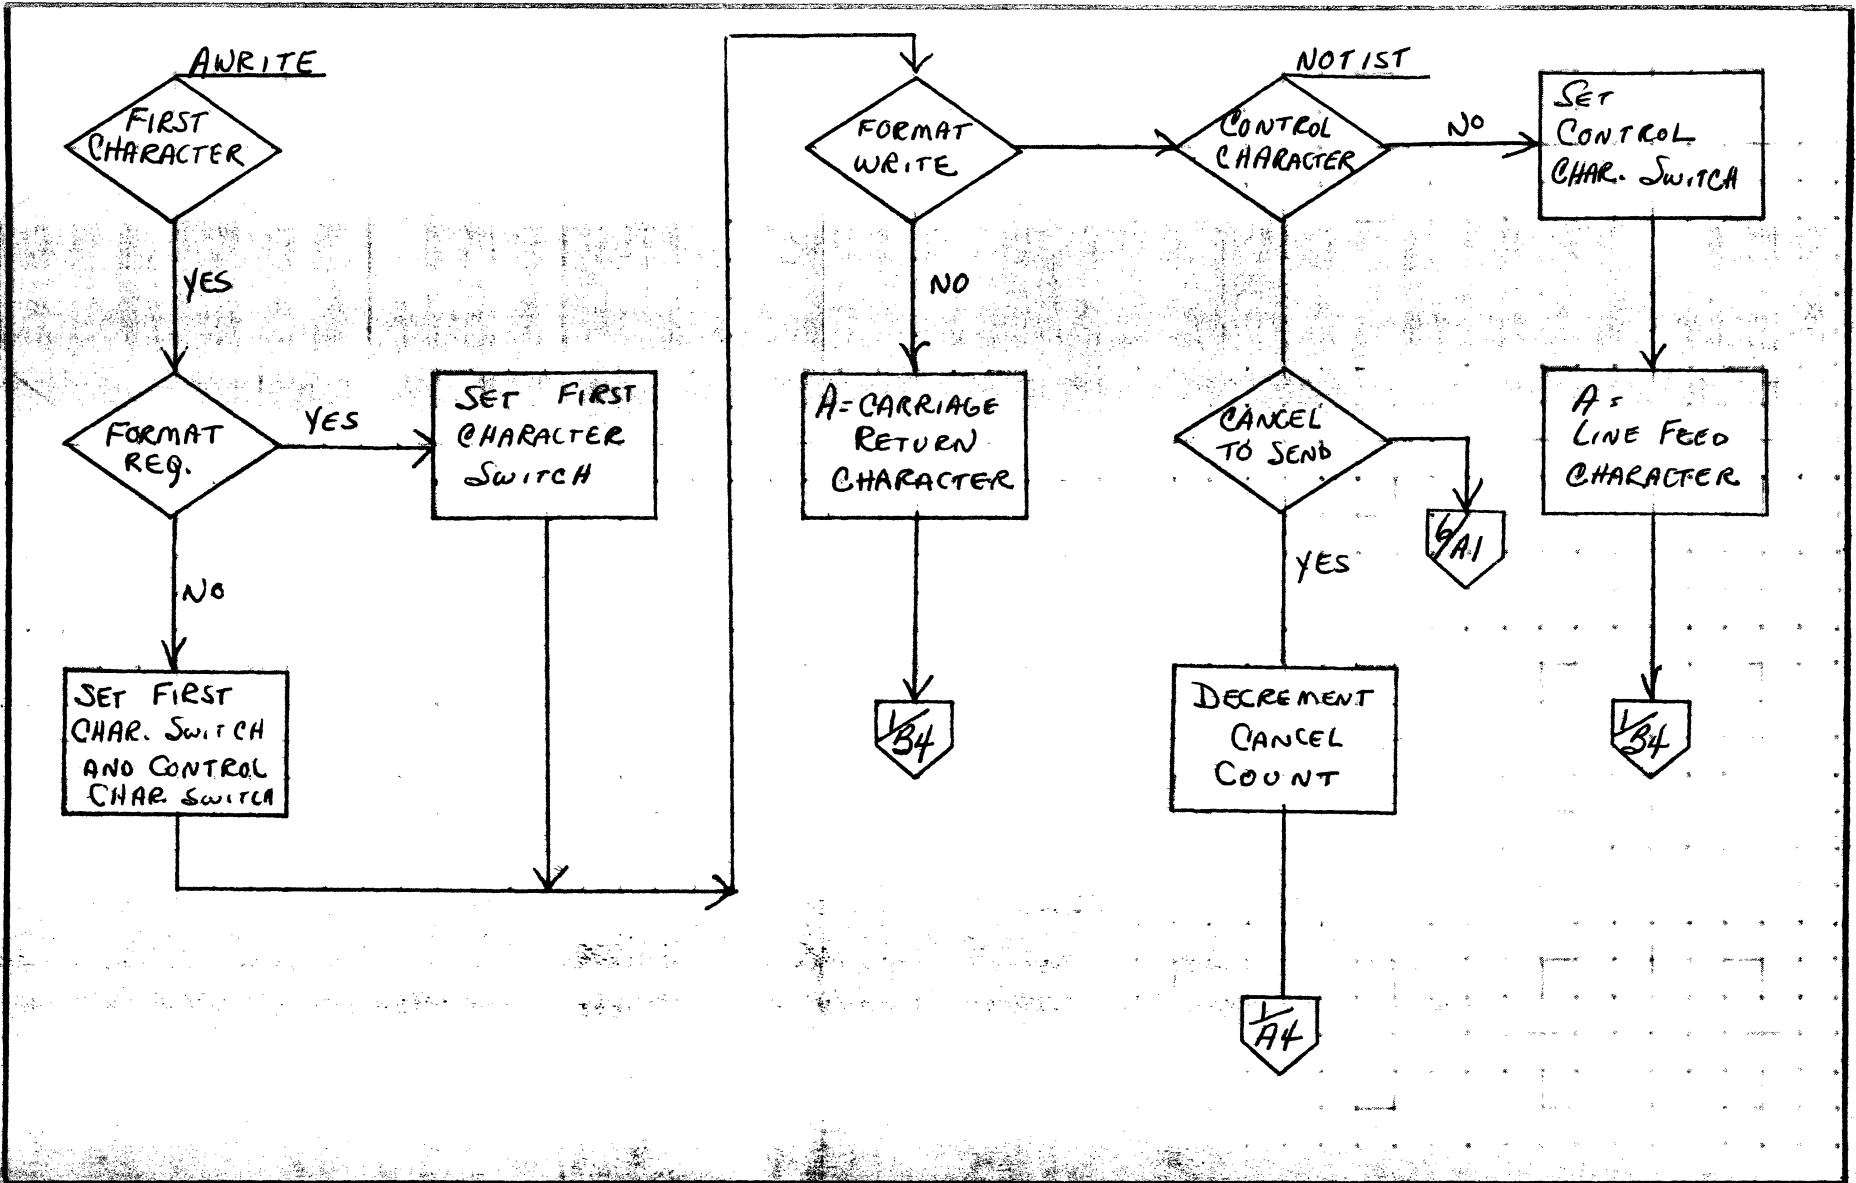 AWRITE
FIRST
CHARACTER
YES
FORMAT
REQ.
YES
SET FIRST
CHARACTER
SWITCH
NO
SET FIRST
CHAR. SWITCH
AND CONTROL
CHAR. SWITCH
FORMAT
WRITE
NO
A=CARRIAGE
RETURN
CHARACTER
1/B4
NOT1ST
CONTROL
CHARACTER
NO
SET
CONTROL
CHAR. SWITCH
CANCEL
TO SEND
6/A1
YES
DECREMENT
CANCEL
COUNT
1/A4
A=
LINE FEED
CHARACTER
1/B4